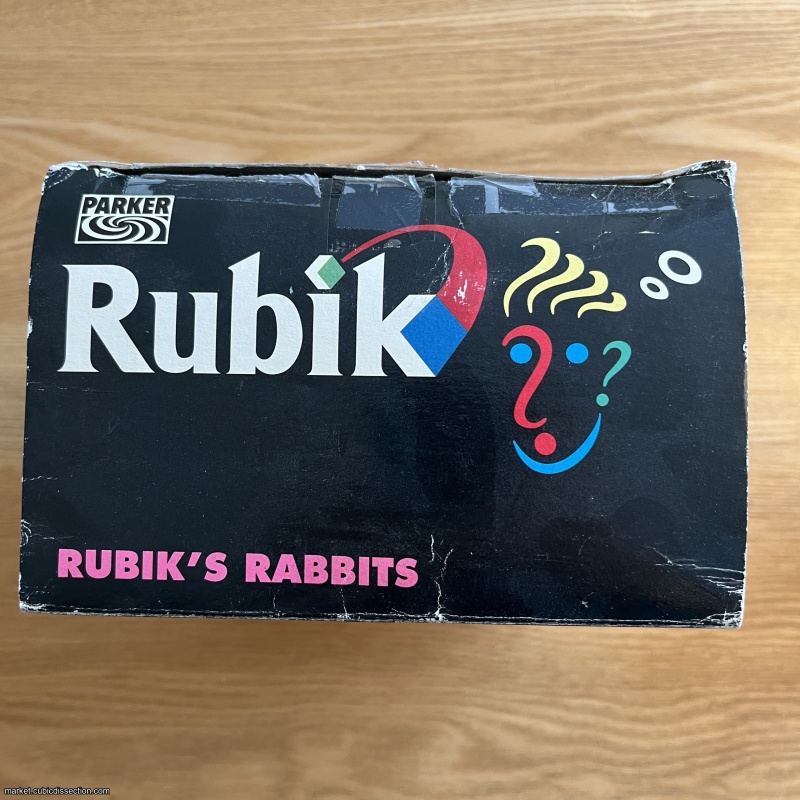 PARKER
Rubik
?
RUBIK'S RABBITS
market.cubicdissection.com